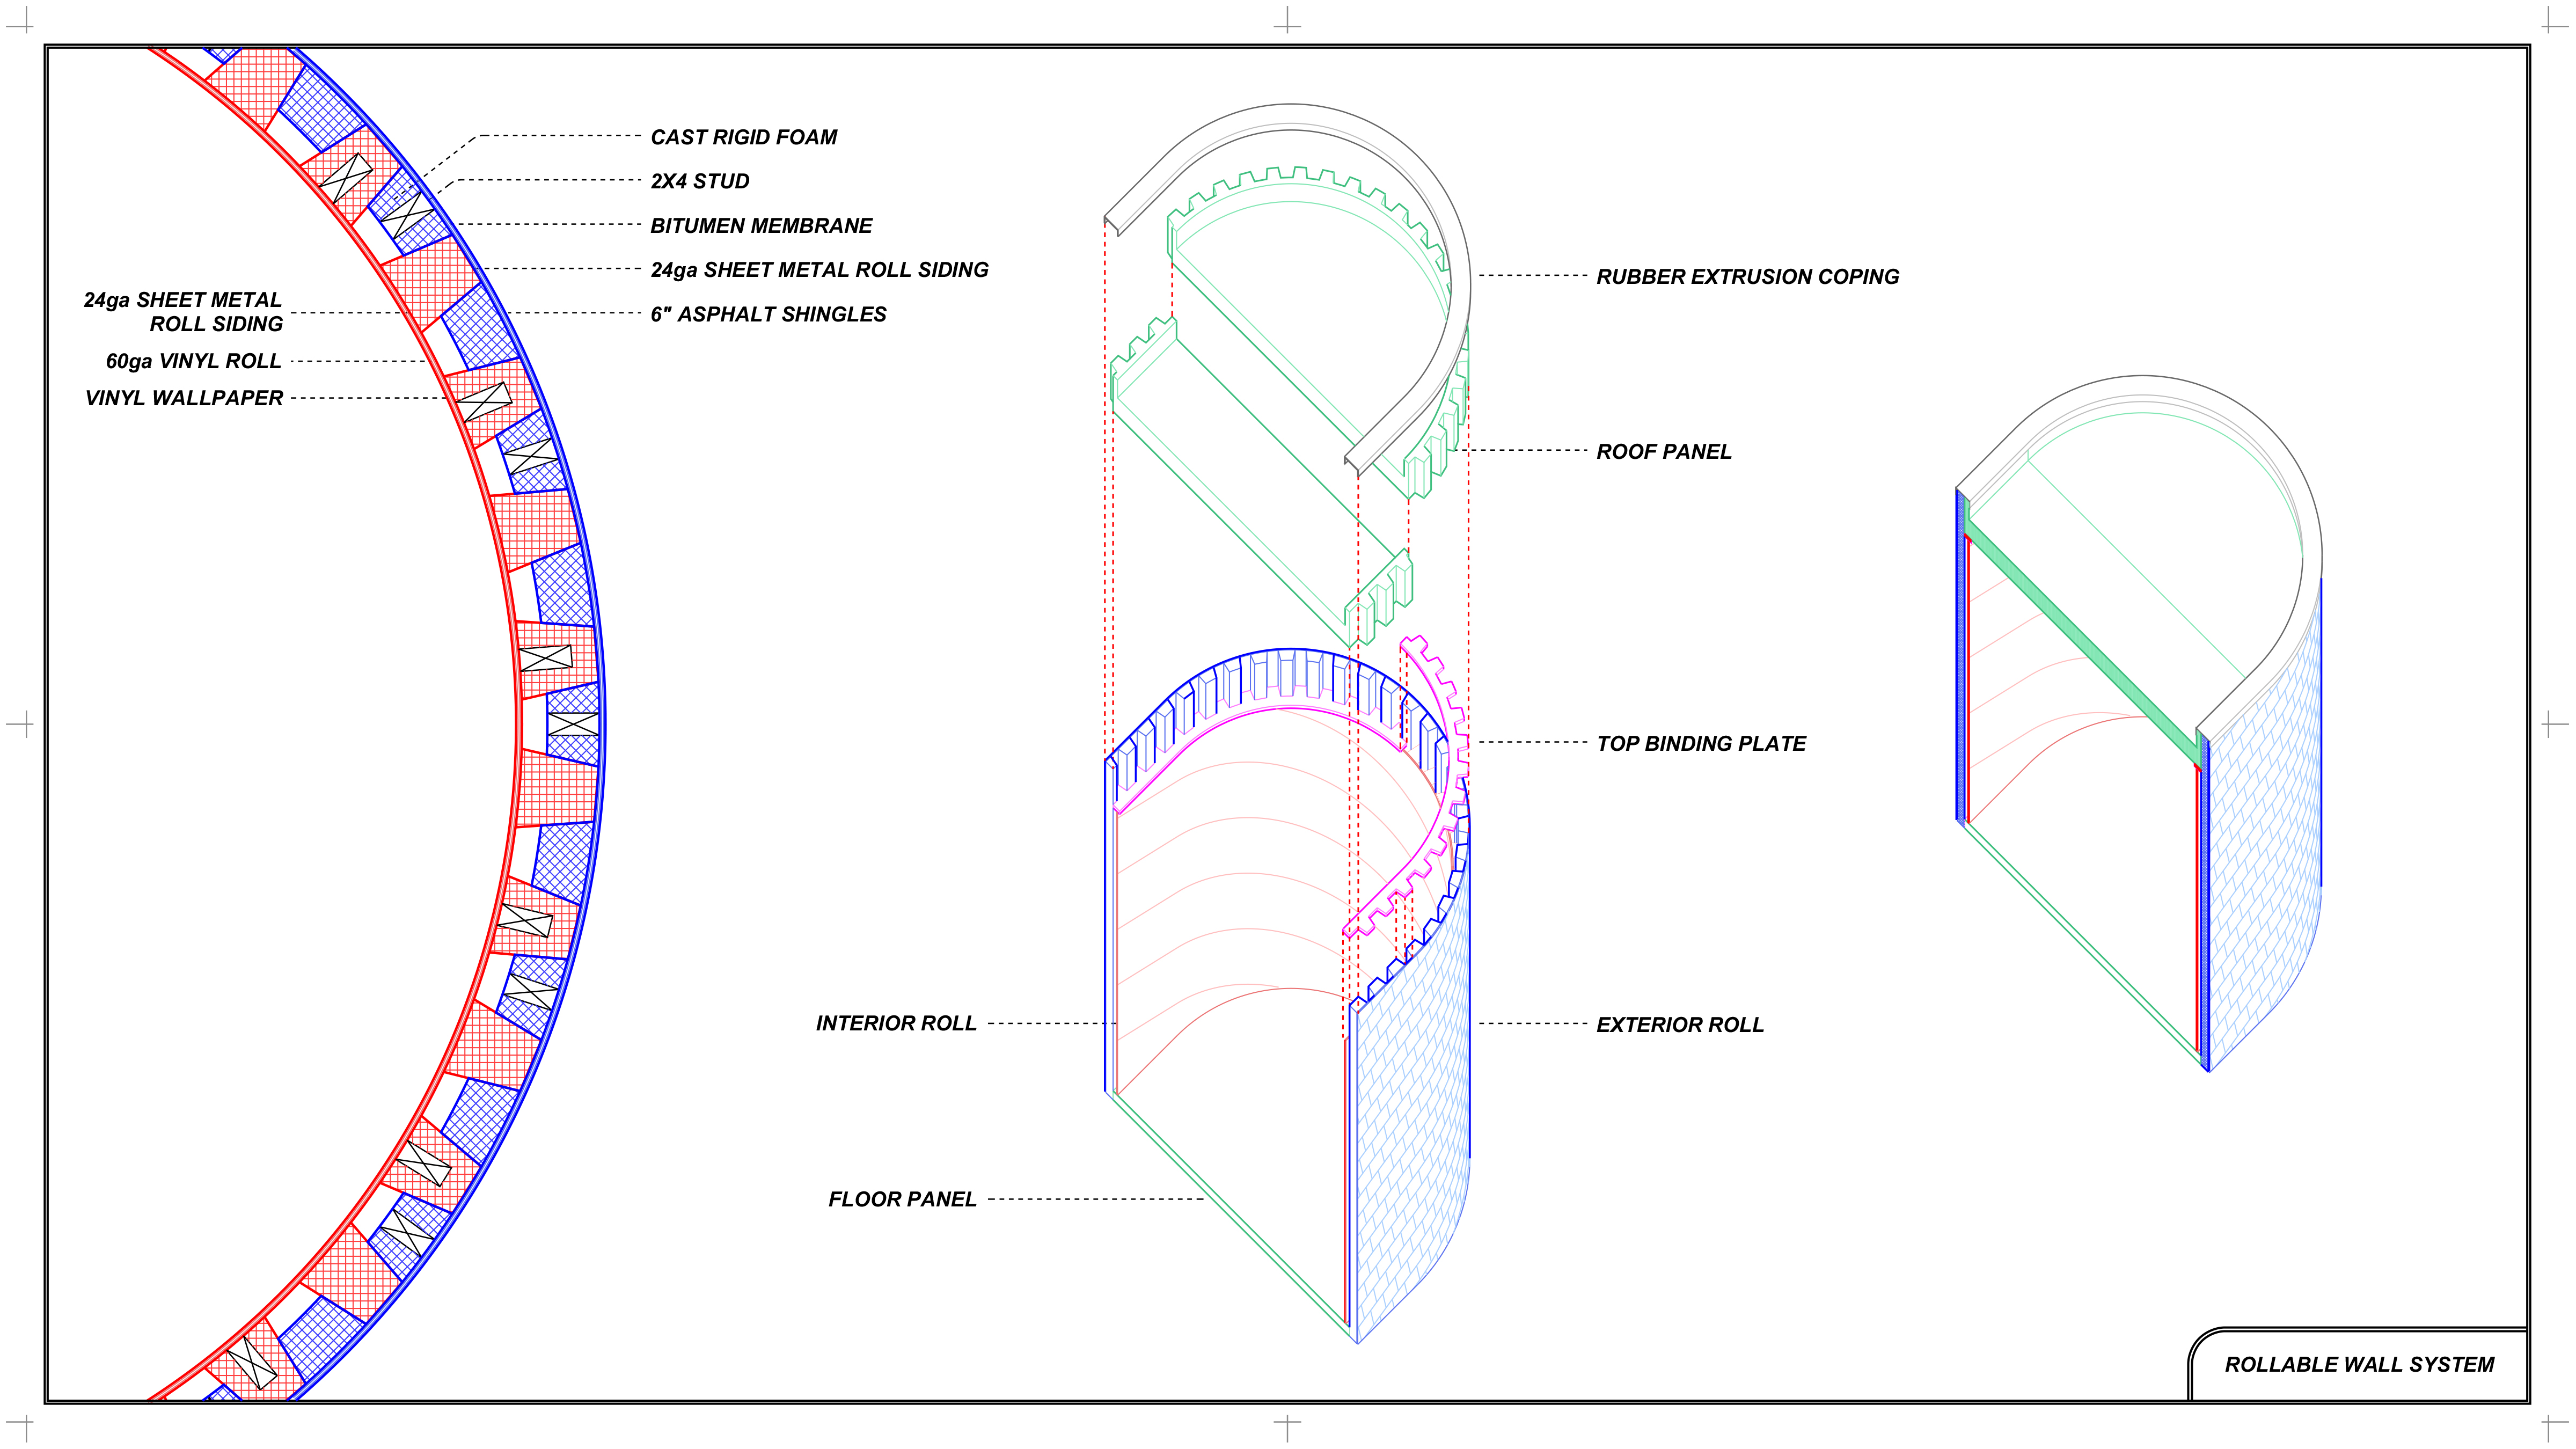 CAST RIGID FOAM
2X4 STUD
BITUMEN MEMBRANE
24ga SHEET METAL ROLL SIDING
6" ASPHALT SHINGLES
24ga SHEET METAL
ROLL SIDING
60ga VINYL ROLL
VINYL WALLPAPER
RUBBER EXTRUSION COPING
ROOF PANEL
TOP BINDING PLATE
INTERIOR ROLL
EXTERIOR ROLL
FLOOR PANEL
ROLLABLE WALL SYSTEM